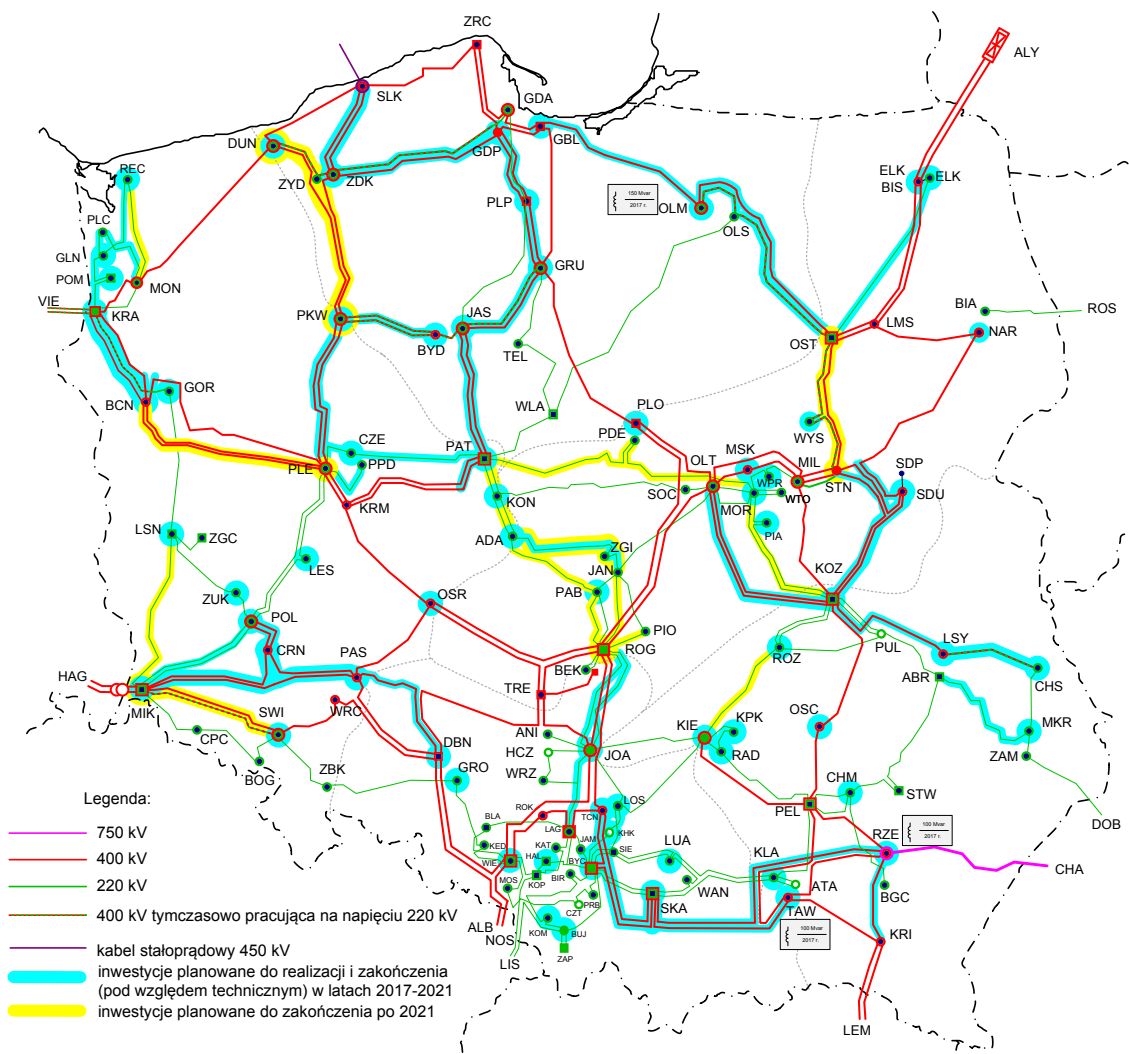 ZRC
ALY
SLK
GDA
DUN
GDP
GBL
REC
ZYD
ZDK
ELK
BIS
ELK
150 Mvar
2017 r.
PLP
OLM
OLS
PLC
GLN
POM
MON
GRU
VIE
KRA
PKW
JAS
BIA
ROS
LMS
NAR
BYD
TEL
OST
GOR
BCN
WLA
PLO
WYS
CZE
PAT
PDE
PLE
PPD
OLT
MSK
MIL
STN
SDP
WPR
SDU
SOC
MOR
WTO
KRM
KON
LSN
ZGC
ADA
PIA
ZGI
JAN
KOZ
LES
ZUK
PAB
OSR
POL
PIO
PUL
LSY
CRN
ROG
ROZ
HAG
PAS
BEK
ABR
CHS
MIK
TRE
SWI
WRC
OSC
KPK
MKR
ANI
KIE
CPC
DBN
HCZ
JOA
RAD
ZAM
BOG
ZBK
GRO
WRZ
CHM
STW
Legenda:
PEL
750 kV
ROK
TCN
LOS
100 Mvar
2017 r.
DOB
BLA
LAG
KHK
RZE
400 kV
KED
KAT
JAM
SIE
LUA
KLA
WIE
HAL
BYC
CHA
220 kV
MOS
KOP
BIR
WAN
ATA
BGC
PRB
SKA
TAW
400 kV tymczasowo pracująca na napięciu 220 kV
CZT
ALB
NOS
KOM
BUJ
100 Mvar
2017 r.
KRI
kabel stałoprądowy 450 kV
LIS
ZAP
inwestycje planowane do realizacji i zakończenia
(pod względem technicznym) w latach 2017-2021
inwestycje planowane do zakończenia po 2021
LEM